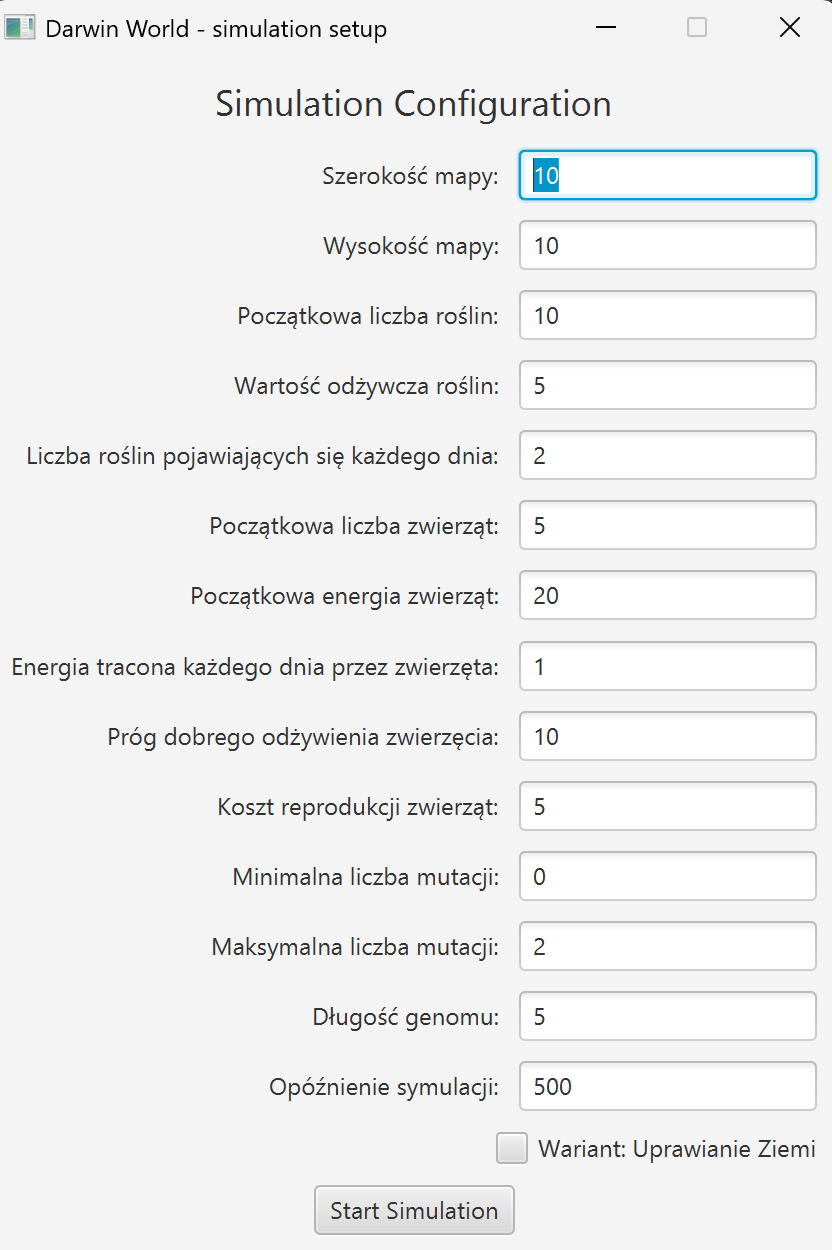 Darwin World - simulation setup
Simulation Configuration
Szerokość mapy: 10
Wysokość mapy: 10
Początkowa liczba roślin: 10
Wartość odżywcza roślin: 5
Liczba roślin pojawiających się każdego dnia: 2
Początkowa liczba zwierząt: 5
Początkowa energia zwierząt: 20
Energia tracona każdego dnia przez zwierzęta: 1
Próg dobrego odżywienia zwierzęcia: 10
Koszt reprodukcji zwierząt: 5
Minimalna liczba mutacji: 0
Maksymalna liczba mutacji: 2
Długość genomu: 5
Opóźnienie symulacji: 500
Wariant: Uprawianie Ziemi
Start Simulation